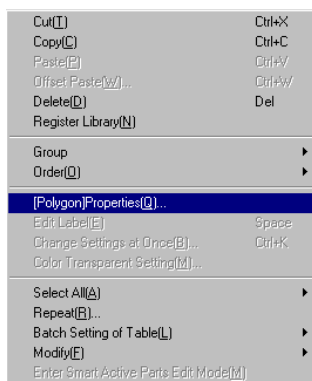 Cut(T) Ctrl+X
Copy(C) Ctrl+C
Paste(P) Ctrl+V
Offset Paste(W)... Ctrl+W
Delete(D) Del
Register Library(N)
Group
Order(O)
[Polygon]Properties(Q)...
Edit Label(E) Space
Change Settings at Once(B)... Ctrl+K
Color Transparent Setting(M)...
Select All(A)
Repeat(R)...
Batch Setting of Table(L)
Modify(F)
Enter Smart Active Parts Edit Mode(M)